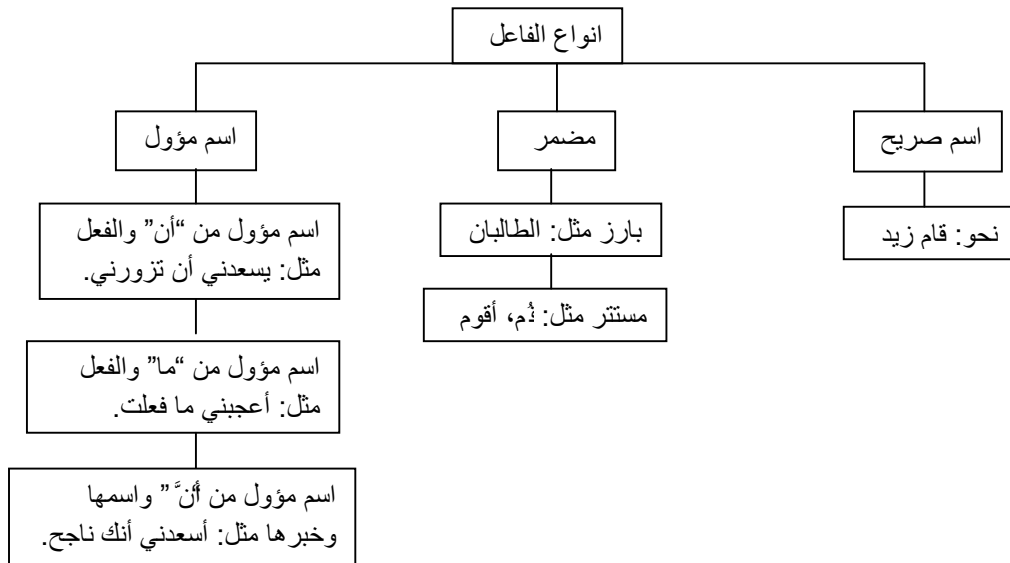 انواع الفاعل
اسم صريح
نحو: قام زيد
مضمر
بارز مثل: الطالبان
مستتر مثل: قُم، أقوم
اسم مؤول
اسم مؤول من “أن” والفعل
مثل: يسعدني أن تزورني.
اسم مؤول من “ما” والفعل
مثل: أعجبني ما فعلت.
اسم مؤول من أنَّ” واسمها
وخبرها مثل: أسعدني أنك ناجح.